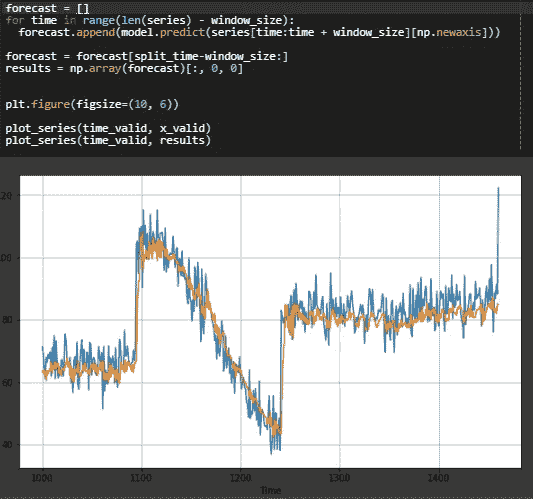 forecast = []
for time in range(len(series) - window_size):
  forecast.append(model.predict(series[time:time + window_size][np.newaxis]))
forecast = forecast[split_time-window_size:]
results = np.array(forecast)[:, 0, 0]
plt.figure(figsize=(10, 6))
plot_series(time_valid, x_valid)
plot_series(time_valid, results)
20
00
80
60
40
1000 1100 1200 1300 1400
Time